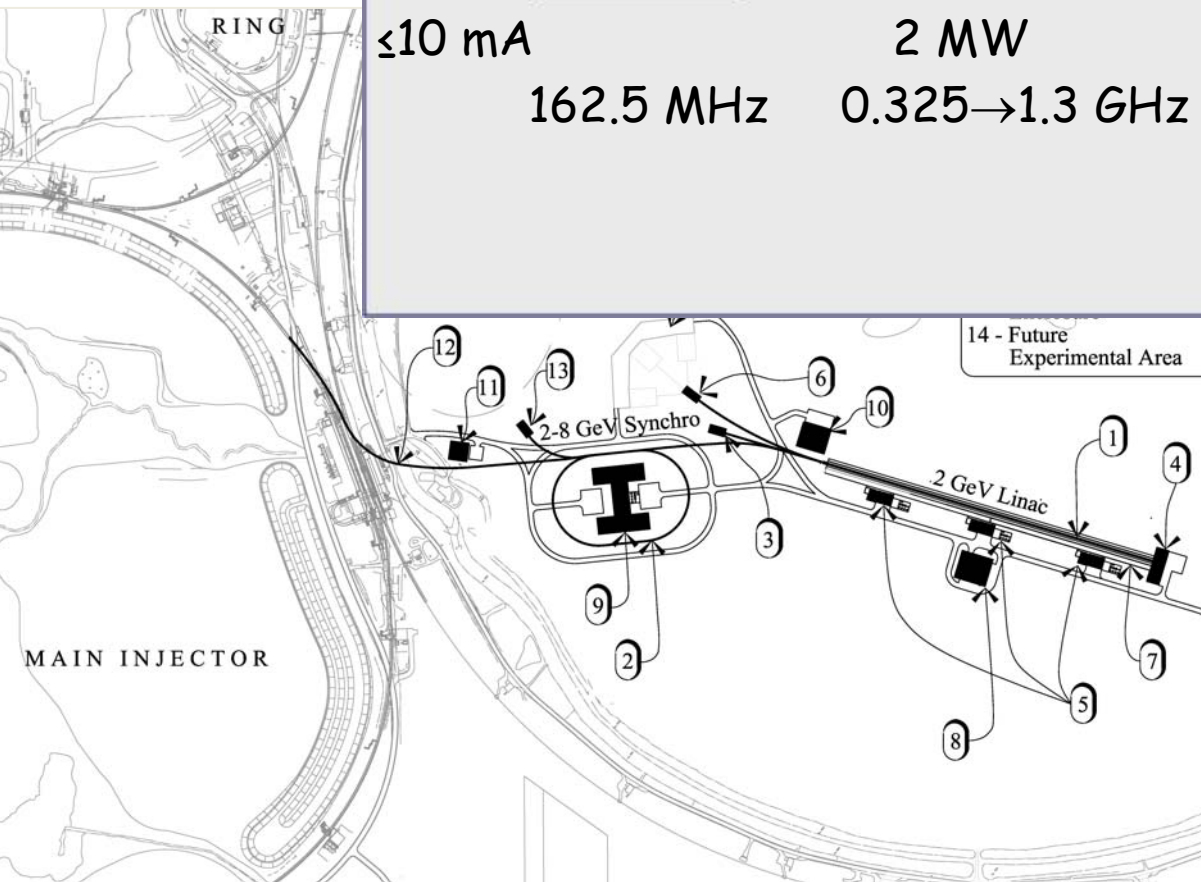 RING
≤10 mA 2 MW
162.5 MHz 0.325→1.3 GHz
14 - Future
Experimental Area
12
11
13
6
10
2-8 GeV Synchro
1
4
2 GeV Linac
3
9
2
7
5
8
MAIN INJECTOR